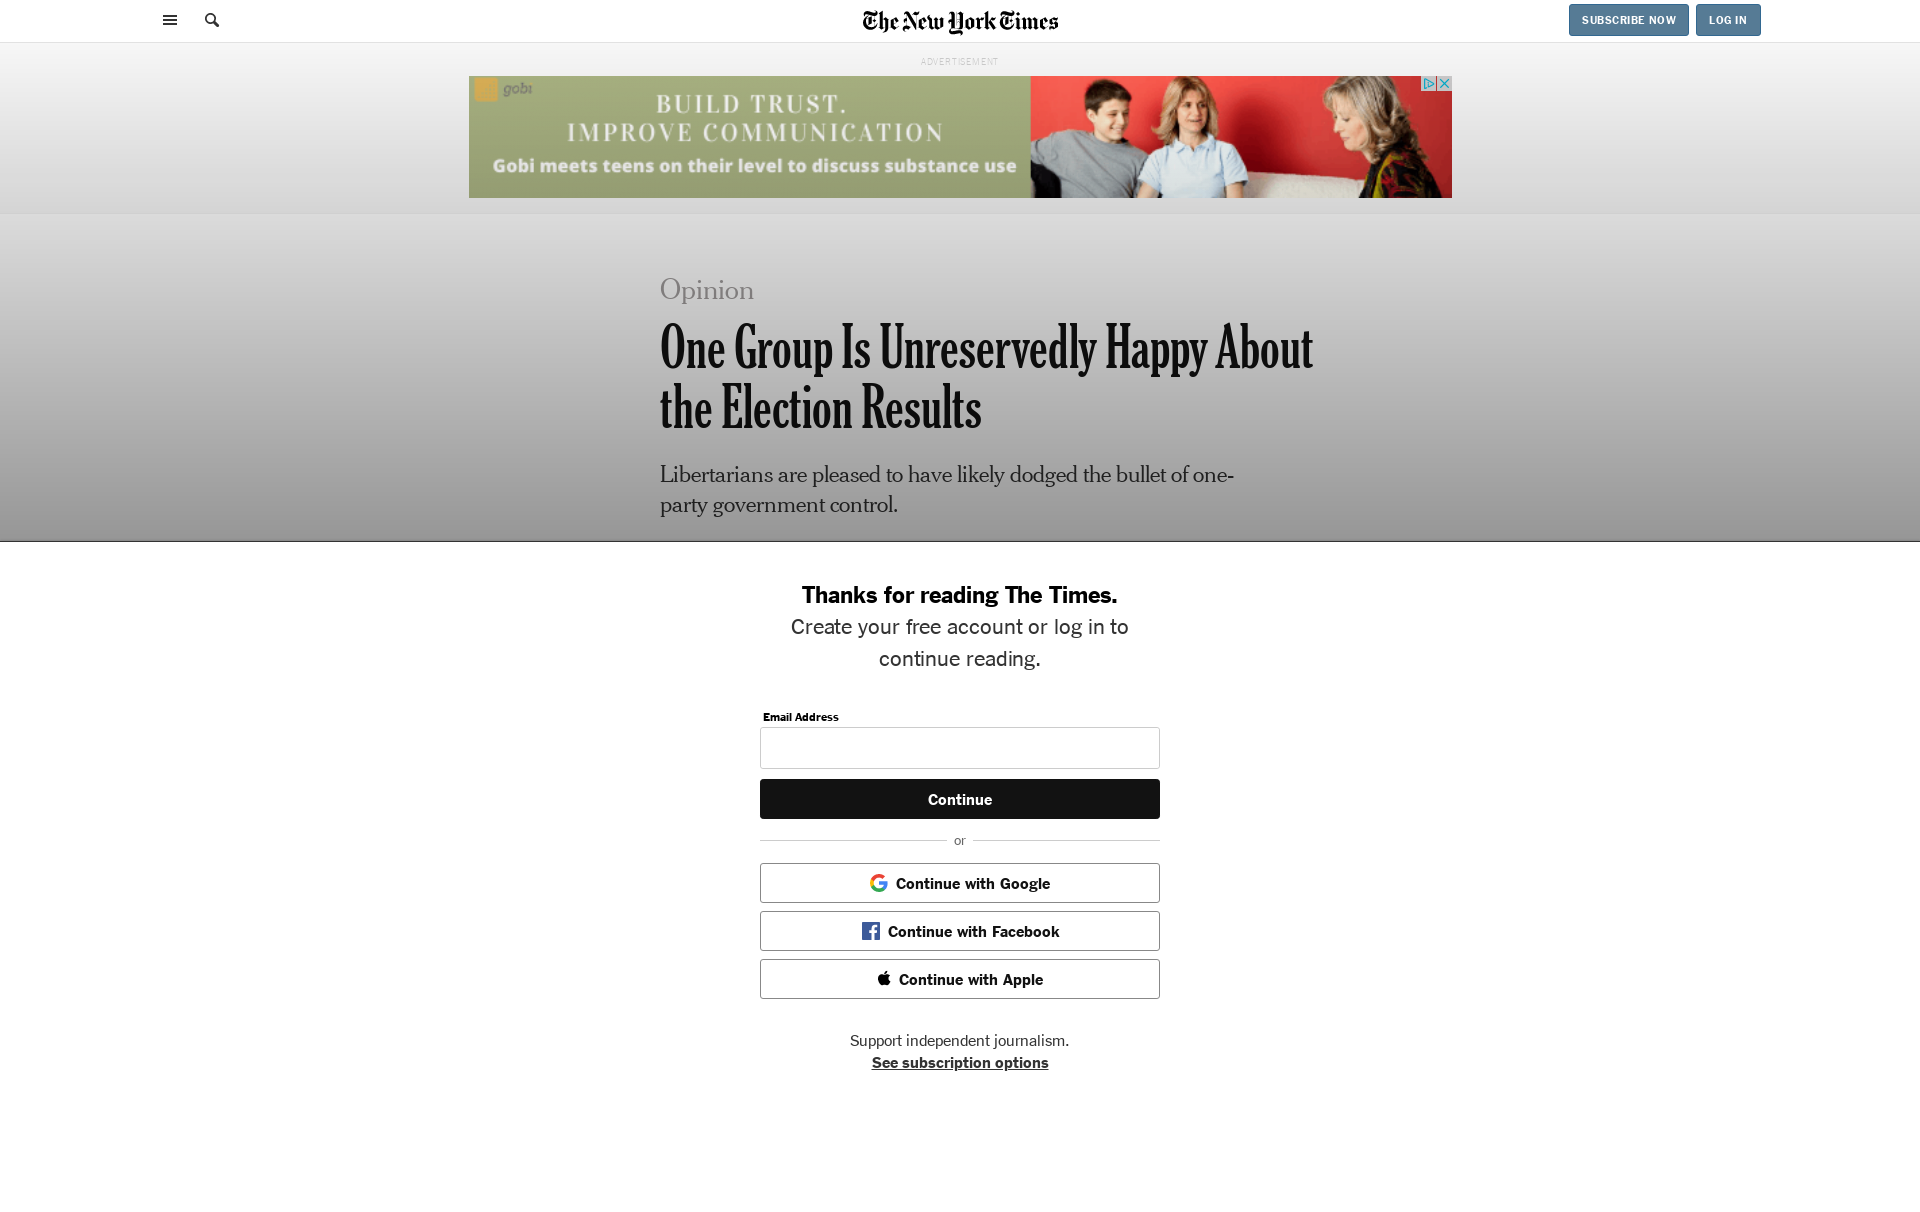 The New York Times
SUBSCRIBE NOW
LOG IN
ADVERTISEMENT
gobi
BUILD TRUST.
IMPROVE COMMUNICATION
Gobi meets teens on their level to discuss substance use
Opinion
One Group Is Unreservedly Happy About
the Election Results
Libertarians are pleased to have likely dodged the bullet of one-
party government control.
Thanks for reading The Times.
Create your free account or log in to
continue reading.
Email Address
Continue
or
Continue with Google
Continue with Facebook
Continue with Apple
Support independent journalism.
See subscription options